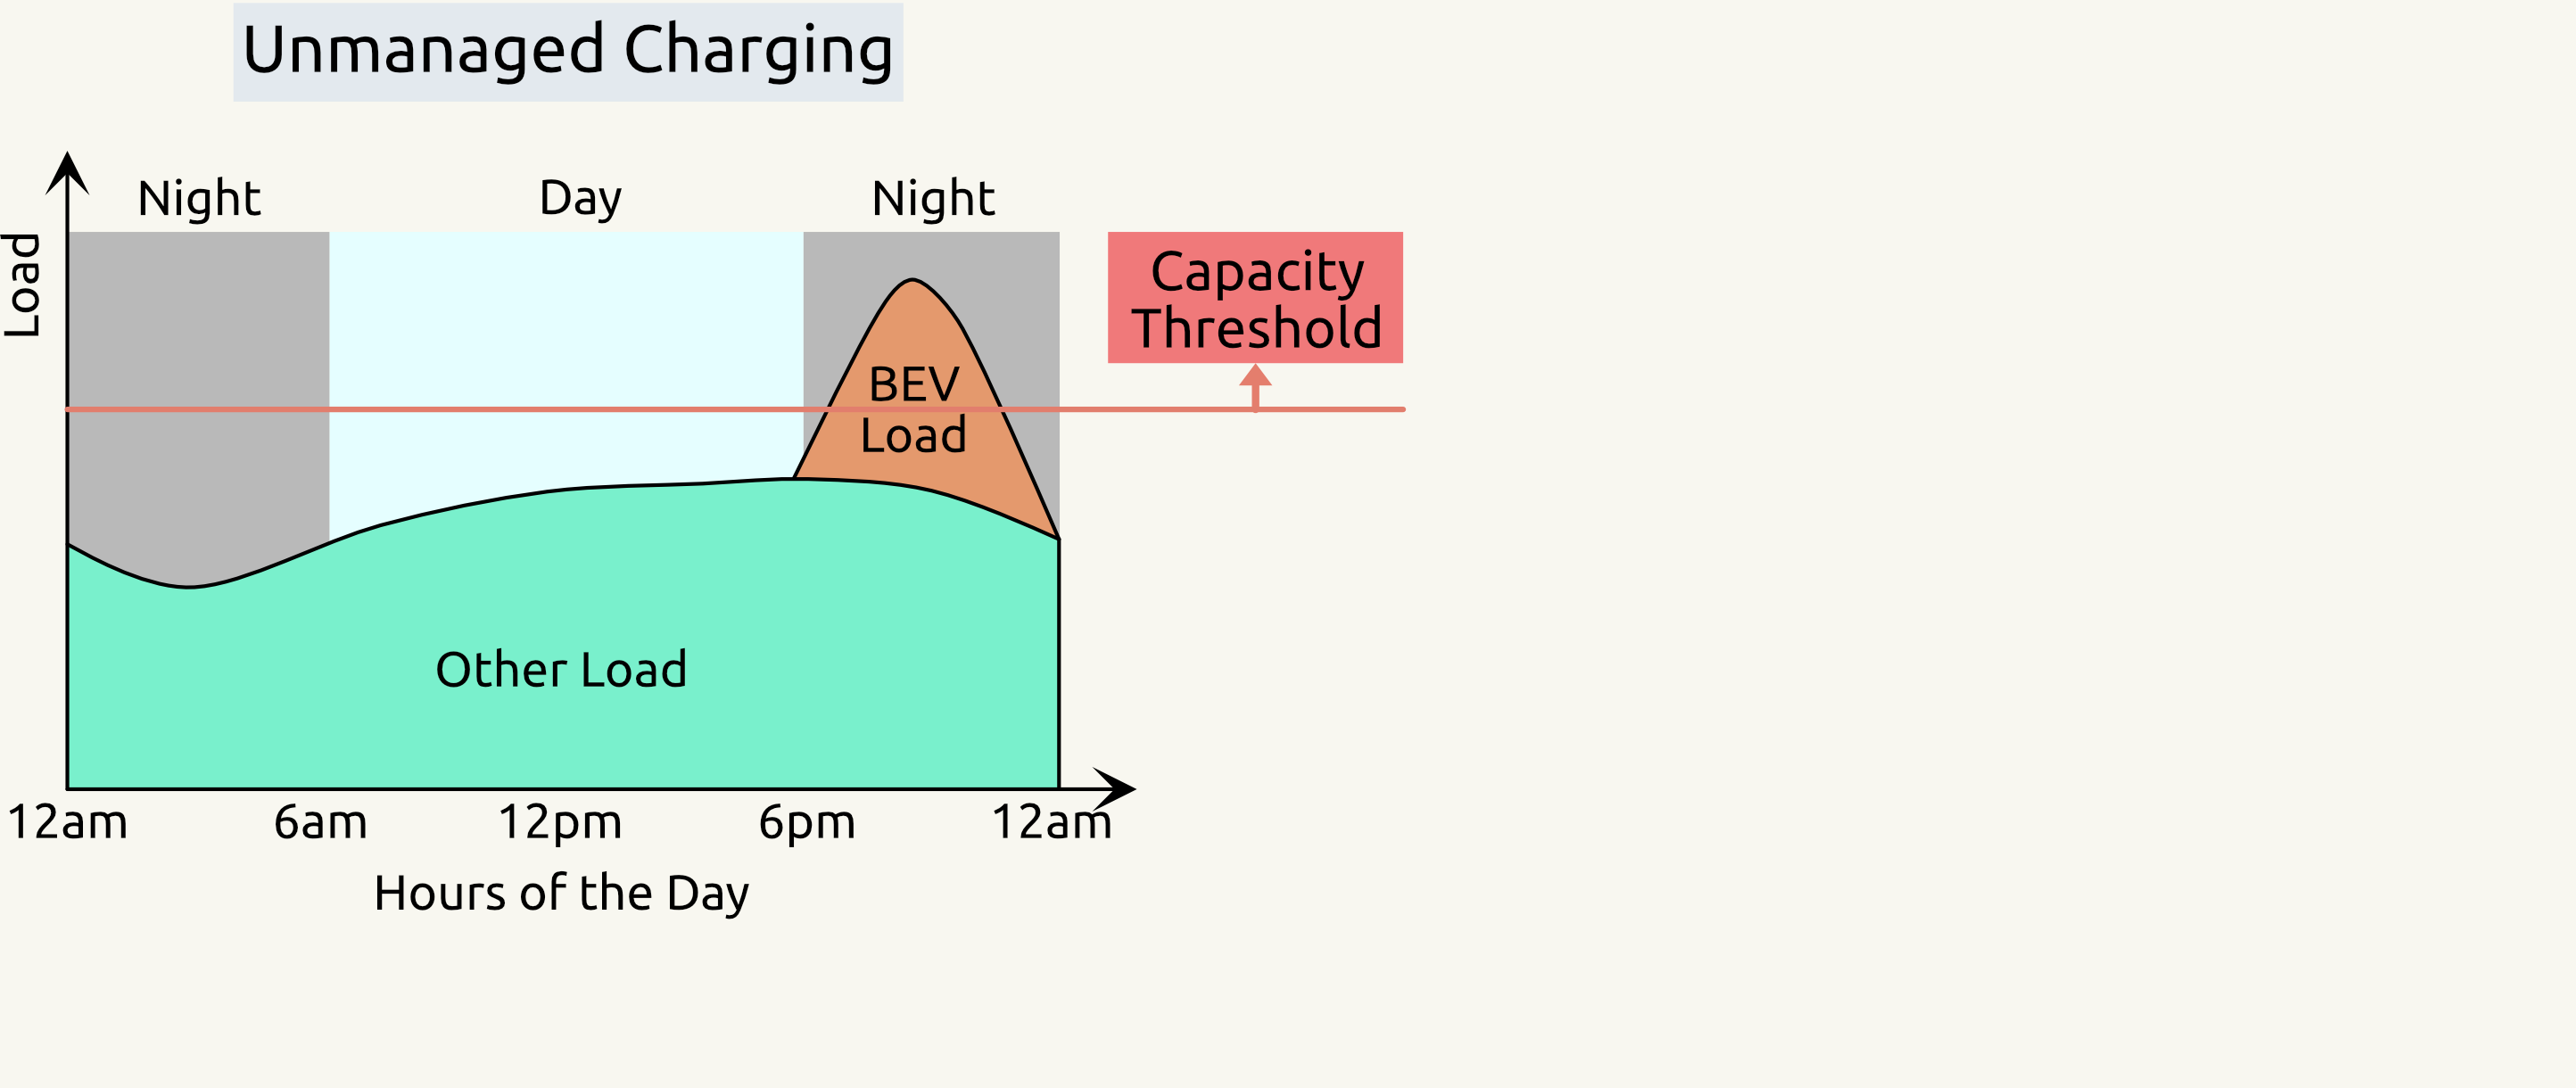 Unmanaged Charging
Night
Day
Night
Load
Capacity
Threshold
BEV
Load
Other Load
12am
6am
12pm
6pm
12am
Hours of the Day